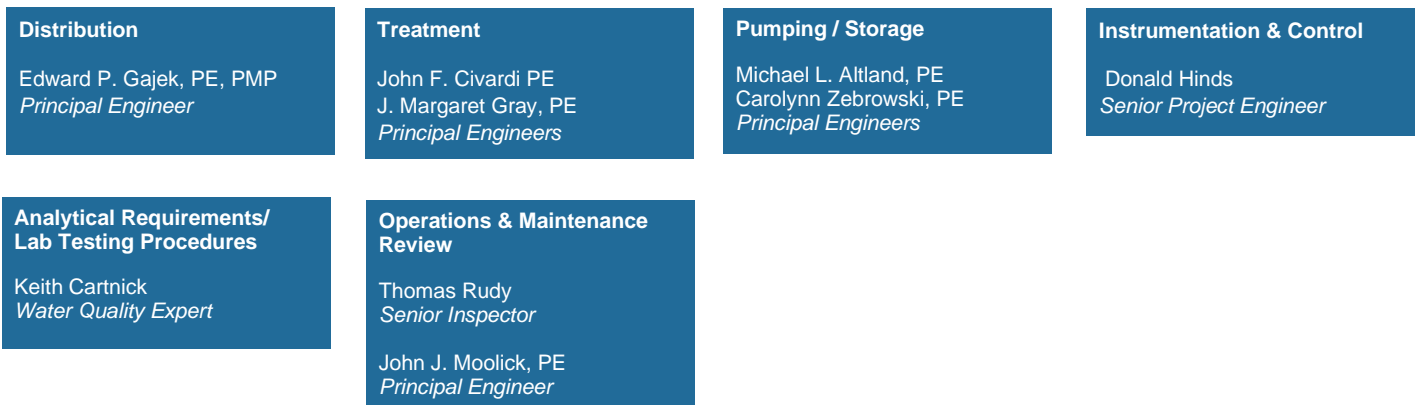 Distribution
Edward P. Gajek, PE, PMP
Principal Engineer
Treatment
John F. Civardi PE
J. Margaret Gray, PE
Principal Engineers
Pumping / Storage
Michael L. Altland, PE
Carolynn Zebrowski, PE
Principal Engineers
Instrumentation & Control
Donald Hinds
Senior Project Engineer
Analytical Requirements/
Lab Testing Procedures
Keith Cartnick
Water Quality Expert
Operations & Maintenance
Review
Thomas Rudy
Senior Inspector
John J. Moolick, PE
Principal Engineer